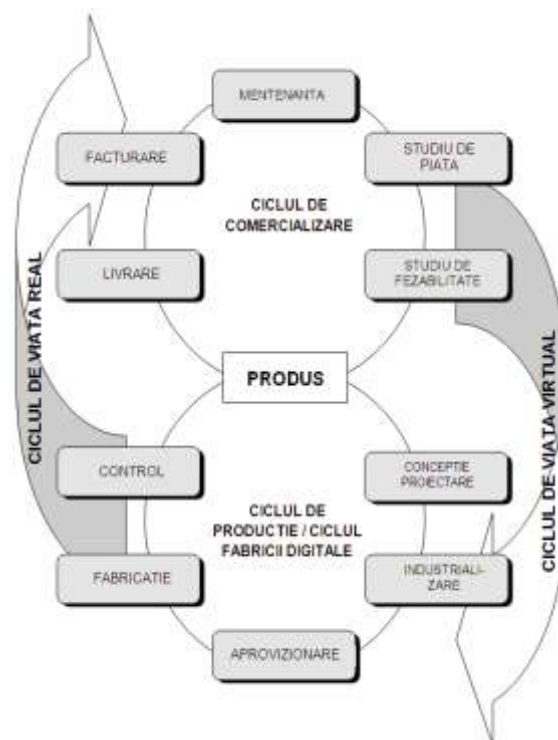 MENTENANTA
FACTURARE
STUDIU DE
PIATA
CICLUL DE
COMERCIALIZARE
LIVRARE
STUDIU DE
FEZABILITATE
CICLUL DE VIATA REAL
PRODUS
CICLUL DE VIATA VIRTUAL
CONTROL
CONCEPTIE
PROIECTARE
CICLUL DE
PRODUCTIE / CICLUL
FABRICII DIGITALE
FABRICATIE
INDUSTRIALI-
ZARE
APROVIZIONARE